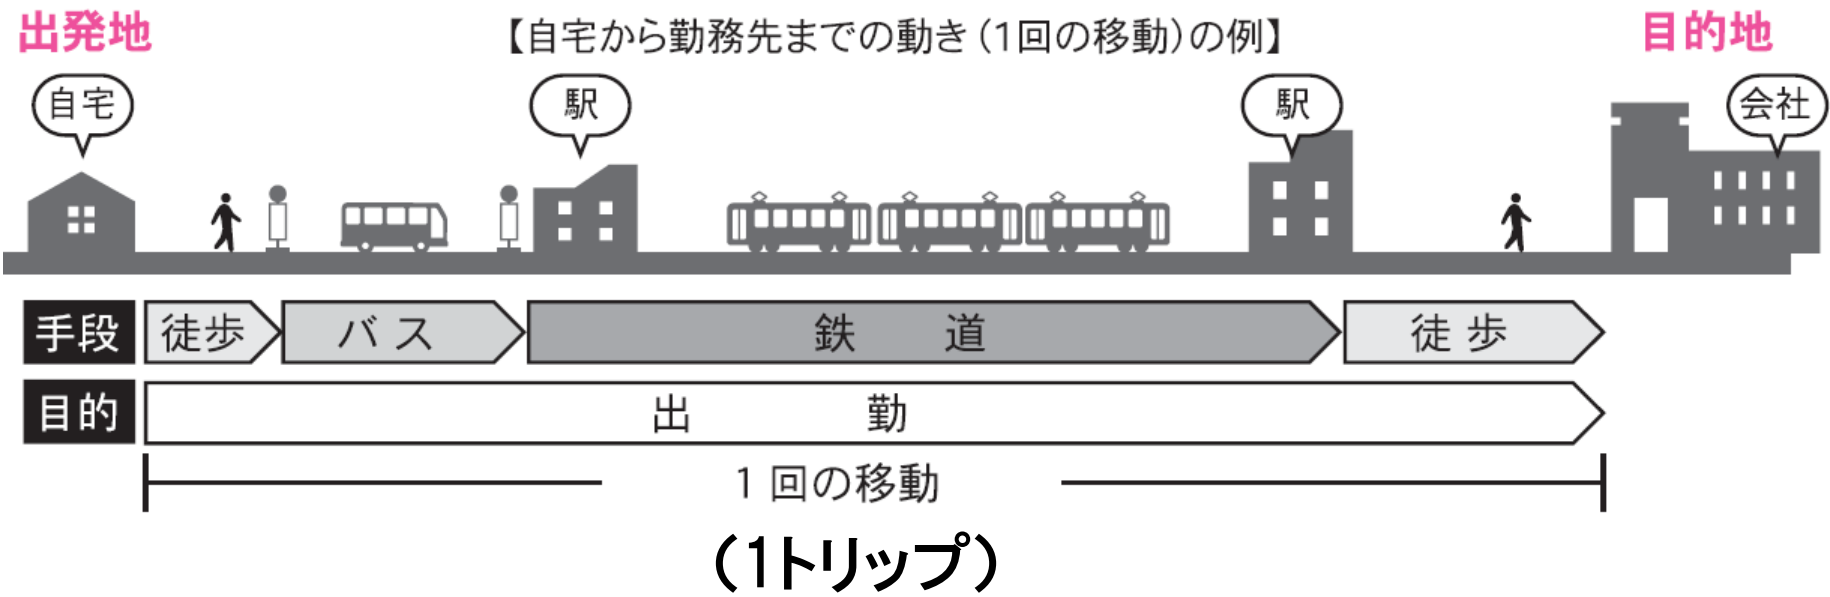 出発地
【自宅から勤務先までの動き(1回の移動)の例】
目的地
自宅
駅
駅
会社
手段
徒歩
バス
鉄道
徒歩
目的
出勤
1回の移動
(1トリップ)